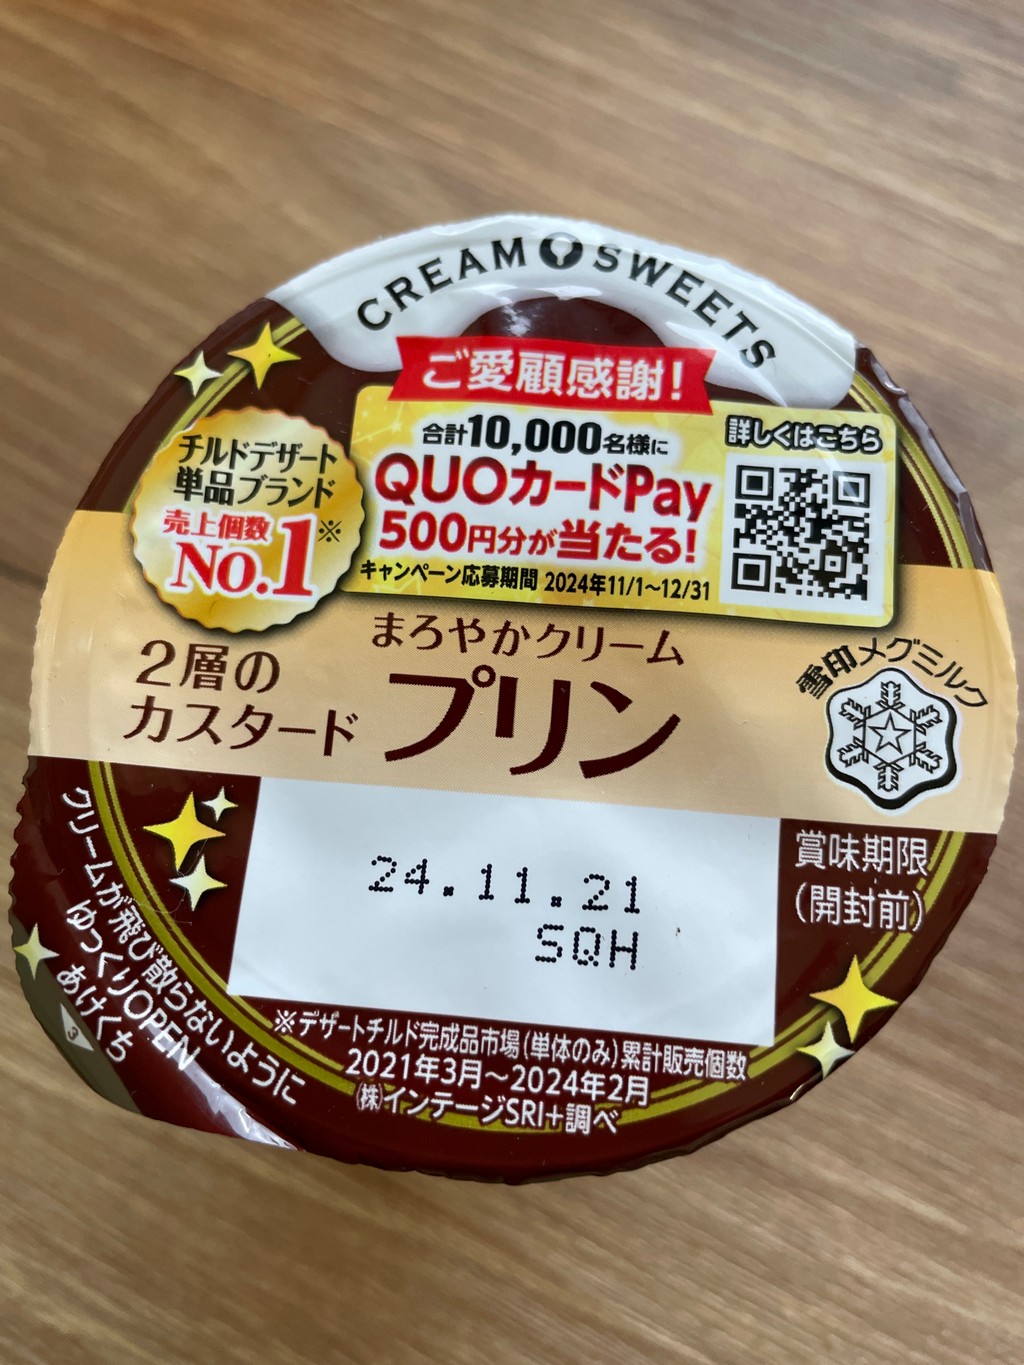 CREAM SWEETS
ご愛顧感謝!
合計10,000名様に
QUOカードPay
500円分が当たる!
キャンペーン応募期間 2024年11/1~12/31
詳しくはこちら
チルドデザート
単品ブランド
売上個数
No.1※
まろやかクリーム
プリン
2層の
カスタード
雪印メグミルク
賞味期限
(開封前)
24.11.21
SQH
クリームが飛び散らないように
ゆっくりOPEN
あけくち
3
※デザートチルド完成品市場(単体のみ)累計販売個数
2021年3月~2024年2月
㈱インテージSRI+調べ